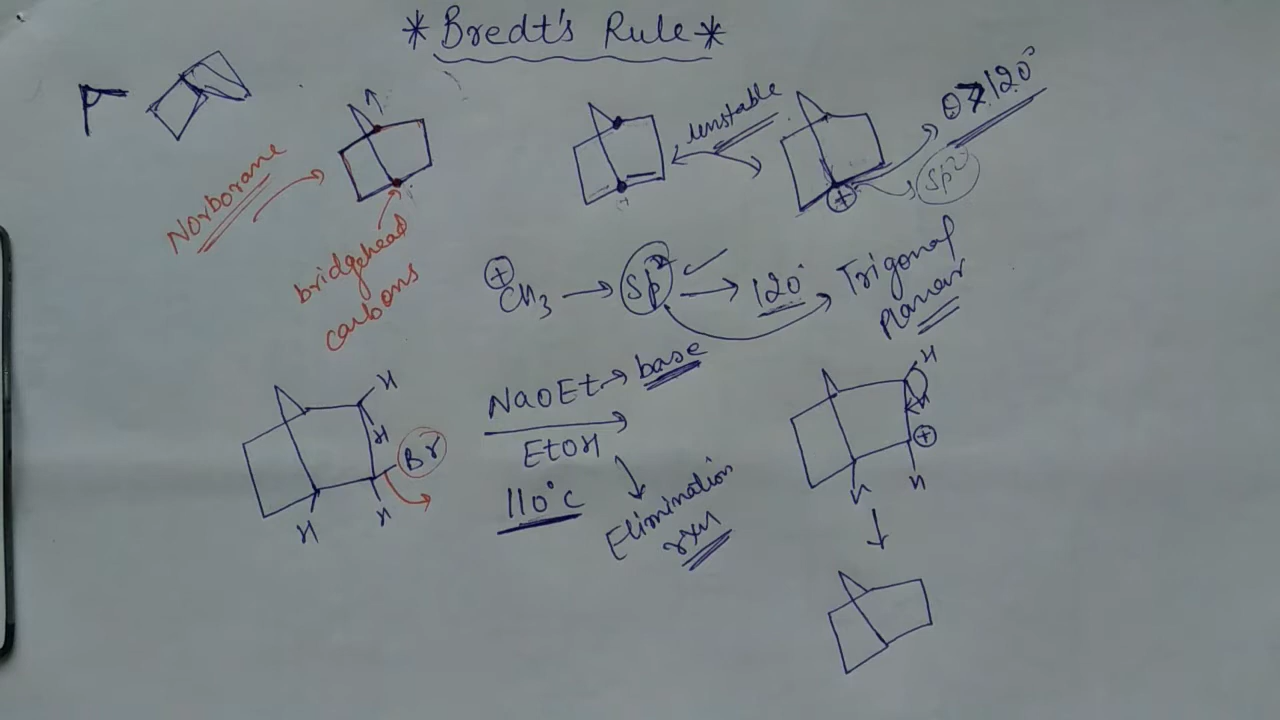 *Bredt's Rule*
Norborane
bridgehead
carbons
unstable
θ>120°
⊕
sp²
⊕
CH₃ → sp² → 120°
Trigonal
Planar
H
H
Br
H
H
NaOEt → base
EtOH
110°C
Elimination
rxn
H
H
⊕
H
H